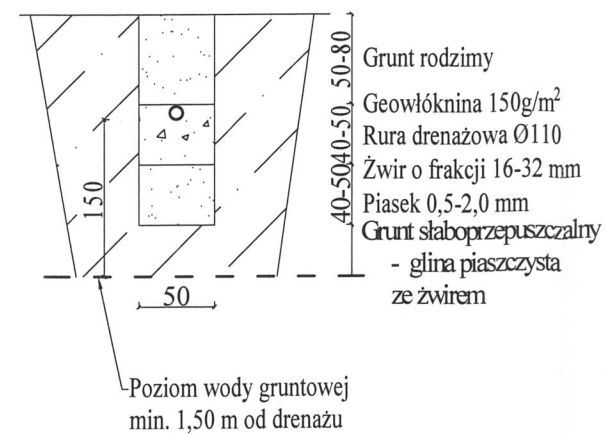 50-80
Grunt rodzimy
Geowłóknina 150g/m²
40-50
Rura drenażowa Ø110
Żwir o frakcji 16-32 mm
40-50
Piasek 0,5-2,0 mm
Grunt słaboprzepuszczalny
- glina piaszczysta
ze żwirem
150
50
Poziom wody gruntowej
min. 1,50 m od drenażu